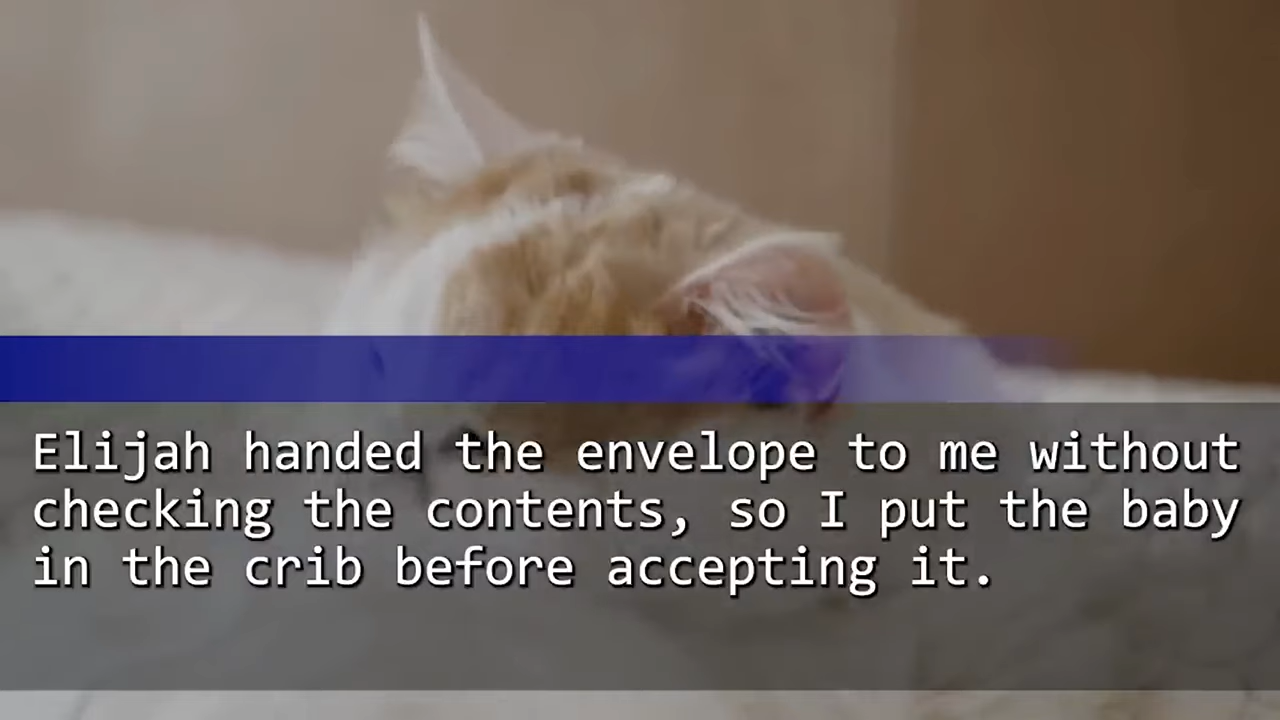 Elijah handed the envelope to me without
checking the contents, so I put the baby
in the crib before accepting it.